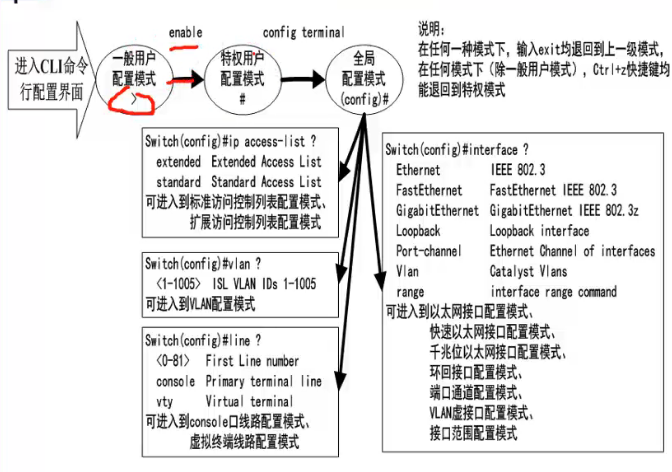 enable
config terminal
进入CLI命令
行配置界面
一般用户
配置模式
>
特权用户
配置模式
#
全局
配置模式
(config)#
说明:
在任何一种模式下，输入exit均退回到上一级模式,
在任何模式下（除一般用户模式），Ctrl+z快捷键均
能退回到特权模式
Switch(config)#ip access-list ?
extended Extended Access List
standard Standard Access List
可进入到标准访问控制列表配置模式、
扩展访问控制列表配置模式
Switch(config)#vlan ?
<1-1005> ISL VLAN IDs 1-1005
可进入到VLAN配置模式
Switch(config)#line ?
<0-81> First Line number
console Primary terminal line
vty Virtual terminal
可进入到console口线路配置模式、
虚拟终端线路配置模式
Switch(config)#interface ?
Ethernet IEEE 802.3
FastEthernet FastEthernet IEEE 802.3
GigabitEthernet GigabitEthernet IEEE 802.3z
Loopback Loopback interface
Port-channel Ethernet Channel of interfaces
Vlan Catalyst Vlans
range interface range command
可进入到以太网接口配置模式、
快速以太网接口配置模式、
千兆位以太网接口配置模式、
环回接口配置模式、
端口通道配置模式、
VLAN虚接口配置模式、
接口范围配置模式